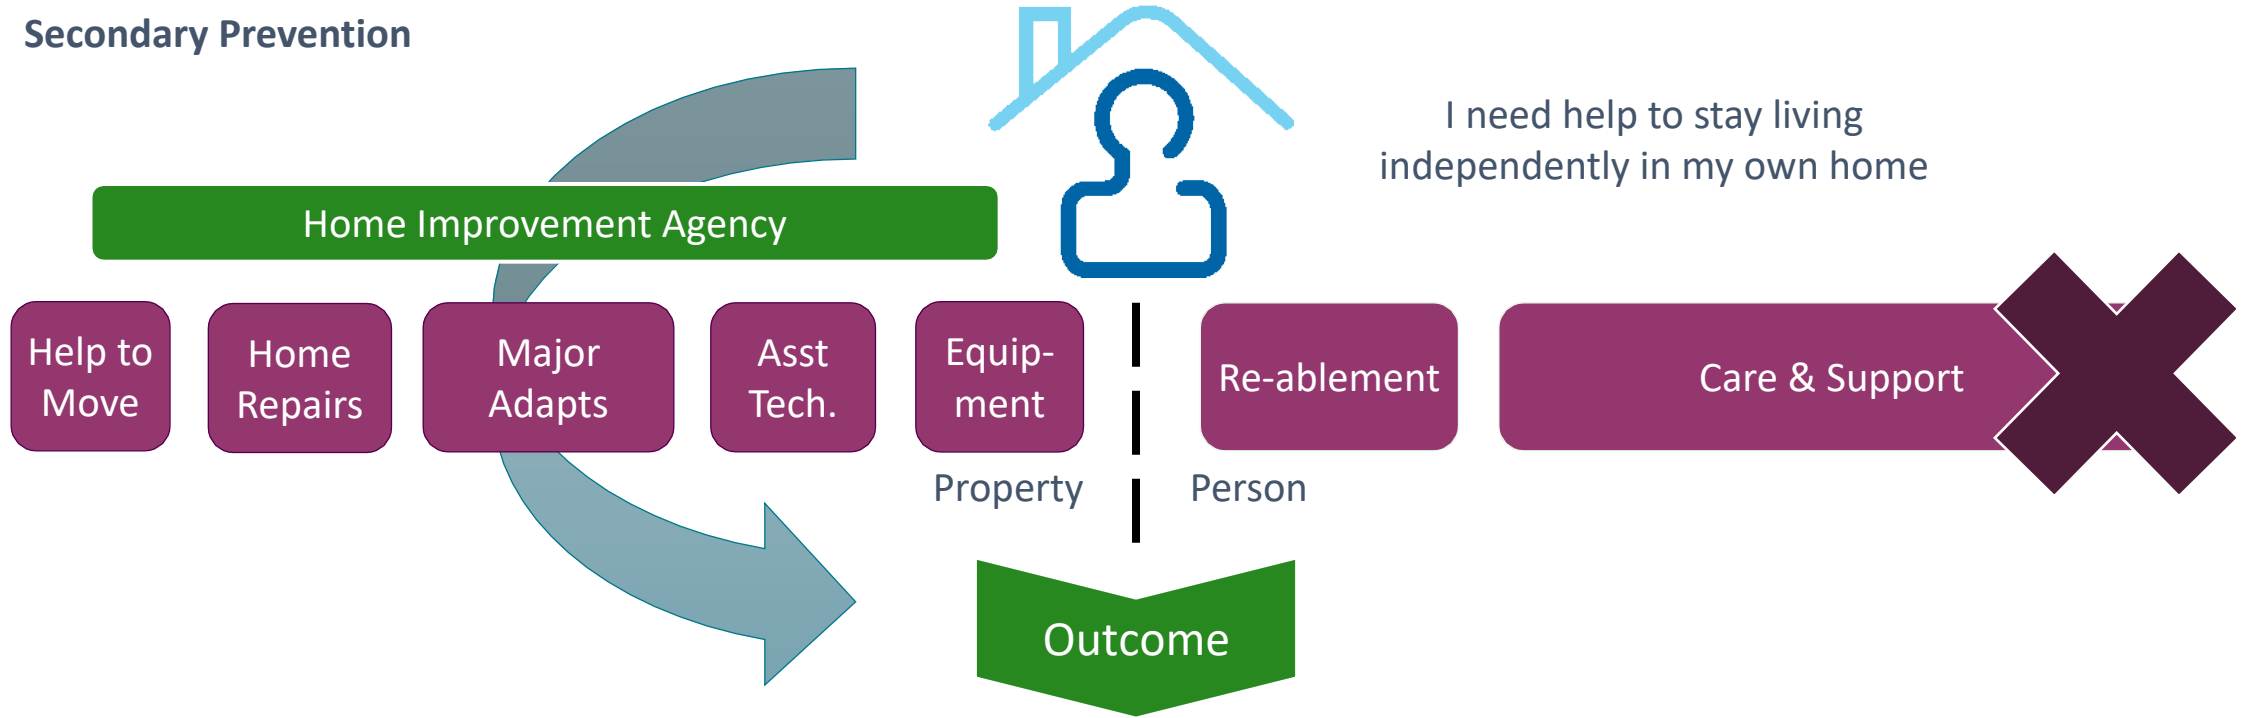 Secondary Prevention
I need help to stay living
independently in my own home
Home Improvement Agency
Help to
Move
Home
Repairs
Major
Adapts
Asst
Tech.
Equip-
ment
Re-ablement
Care & Support
Property
Person
Outcome